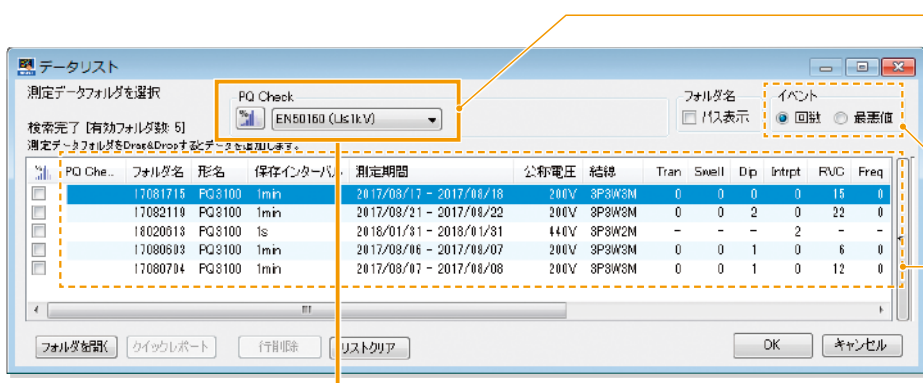 データリスト
測定データフォルダを選択
PQ Check
EN50160 (U≤1kV)
フォルダ名
パス表示
イベント
回数 最悪値
検索完了 [有効フォルダ数: 5]
測定データフォルダをDrag&Dropするとデータを追加します。
PQ Che... フォルダ名 形名 保存インターバル 測定期間 公称電圧 結線 Tran Swell Dip Intrpt RVC Freq
17081715 PQ3100 1min 2017/08/17 - 2017/08/18 200V 3P3W3M 0 0 0 0 15 0
17082119 PQ3100 1min 2017/08/21 - 2017/08/22 200V 3P3W3M 0 0 2 0 22 0
18020613 PQ3100 1s 2018/01/31 - 2018/01/31 440V 3P3W2M - - - 2 - -
17080603 PQ3100 1min 2017/08/06 - 2017/08/07 200V 3P3W3M 0 0 1 0 6 0
17080704 PQ3100 1min 2017/08/07 - 2017/08/08 200V 3P3W3M 0 0 1 0 12 0
フォルダを開く クイックレポート 行削除 リストクリア OK キャンセル